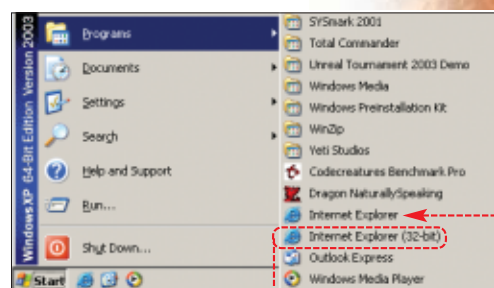 Windows XP 64-Bit Edition Version 2003
Programs
Documents
Settings
Search
Help and Support
Run...
Shut Down...
Start
SYSmark 2001
Total Commander
Unreal Tournament 2003 Demo
Windows Media
Windows Preinstallation Kit
WinZip
Yeti Studios
Codecreatures Benchmark Pro
Dragon NaturallySpeaking
Internet Explorer
Internet Explorer (32-bit)
Outlook Express
Windows Media Player